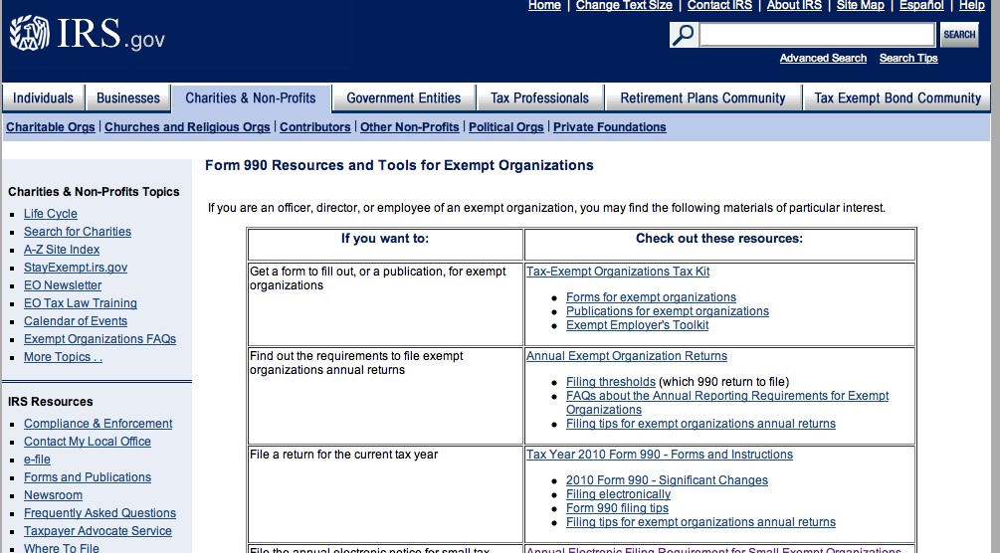 Home | Change Text Size | Contact IRS | About IRS | Site Map | Español | Help
IRS.gov
SEARCH
Advanced Search Search Tips
Individuals Businesses Charities & Non-Profits Government Entities Tax Professionals Retirement Plans Community Tax Exempt Bond Community
Charitable Orgs | Churches and Religious Orgs | Contributors | Other Non-Profits | Political Orgs | Private Foundations
Charities & Non-Profits Topics
Life Cycle
Search for Charities
A-Z Site Index
StayExempt.irs.gov
EO Newsletter
EO Tax Law Training
Calendar of Events
Exempt Organizations FAQs
More Topics . .
IRS Resources
Compliance & Enforcement
Contact My Local Office
e-file
Forms and Publications
Newsroom
Frequently Asked Questions
Taxpayer Advocate Service
Where To File
Form 990 Resources and Tools for Exempt Organizations
If you are an officer, director, or employee of an exempt organization, you may find the following materials of particular interest.
If you want to: Check out these resources:
Get a form to fill out, or a publication, for exempt
organizations
Tax-Exempt Organizations Tax Kit
Forms for exempt organizations
Publications for exempt organizations
Exempt Employer's Toolkit
Find out the requirements to file exempt
organizations annual returns
Annual Exempt Organization Returns
Filing thresholds (which 990 return to file)
FAQs about the Annual Reporting Requirements for Exempt
Organizations
Filing tips for exempt organizations annual returns
File a return for the current tax year
Tax Year 2010 Form 990 - Forms and Instructions
2010 Form 990 - Significant Changes
Filing electronically
Form 990 filing tips
Filing tips for exempt organizations annual returns
File the annual electronic notice for small tax
Annual Electronic Filing Requirement for Small Exempt Organizations